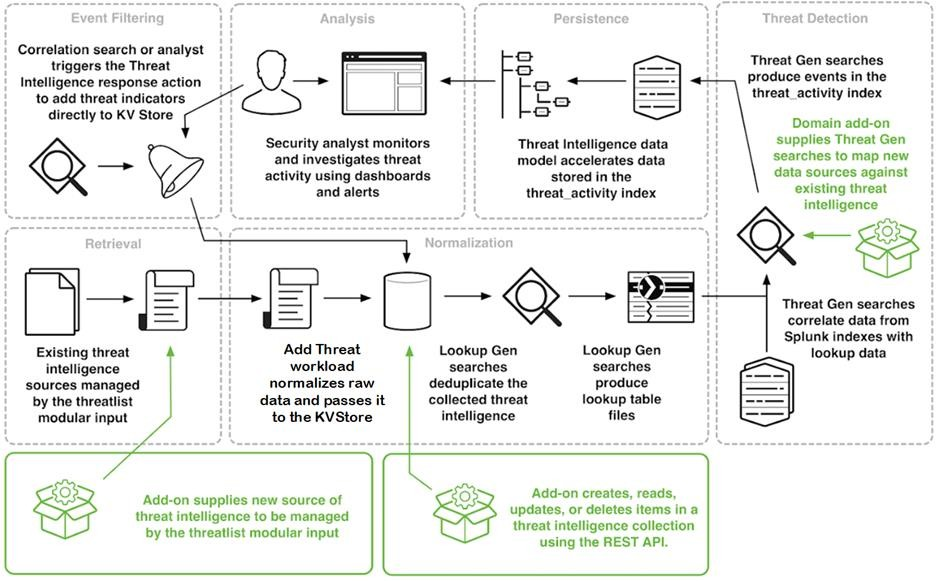 Event Filtering
Correlation search or analyst
triggers the Threat
Intelligence response action
to add threat indicators
directly to KV Store
Analysis
Security analyst monitors
and investigates threat
activity using dashboards
and alerts
Persistence
Threat Intelligence data
model accelerates data
stored in the
threat_activity index
Threat Detection
Threat Gen searches
produce events in the
threat_activity index
Domain add-on
supplies Threat Gen
searches to map new
data sources against
existing threat
intelligence
Threat Gen searches
correlate data from
Splunk indexes with
lookup data
Retrieval
Existing threat
intelligence
sources managed
by the threatlist
modular input
Normalization
Add Threat
workload
normalizes raw
data and passes it
to the KVStore
Lookup Gen
searches
deduplicate the
collected threat
intelligence
Lookup Gen
searches
produce
lookup table
files
Add-on supplies new source of
threat intelligence to be managed
by the threatlist modular input
Add-on creates, reads,
updates, or deletes items in a
threat intelligence collection
using the REST API.